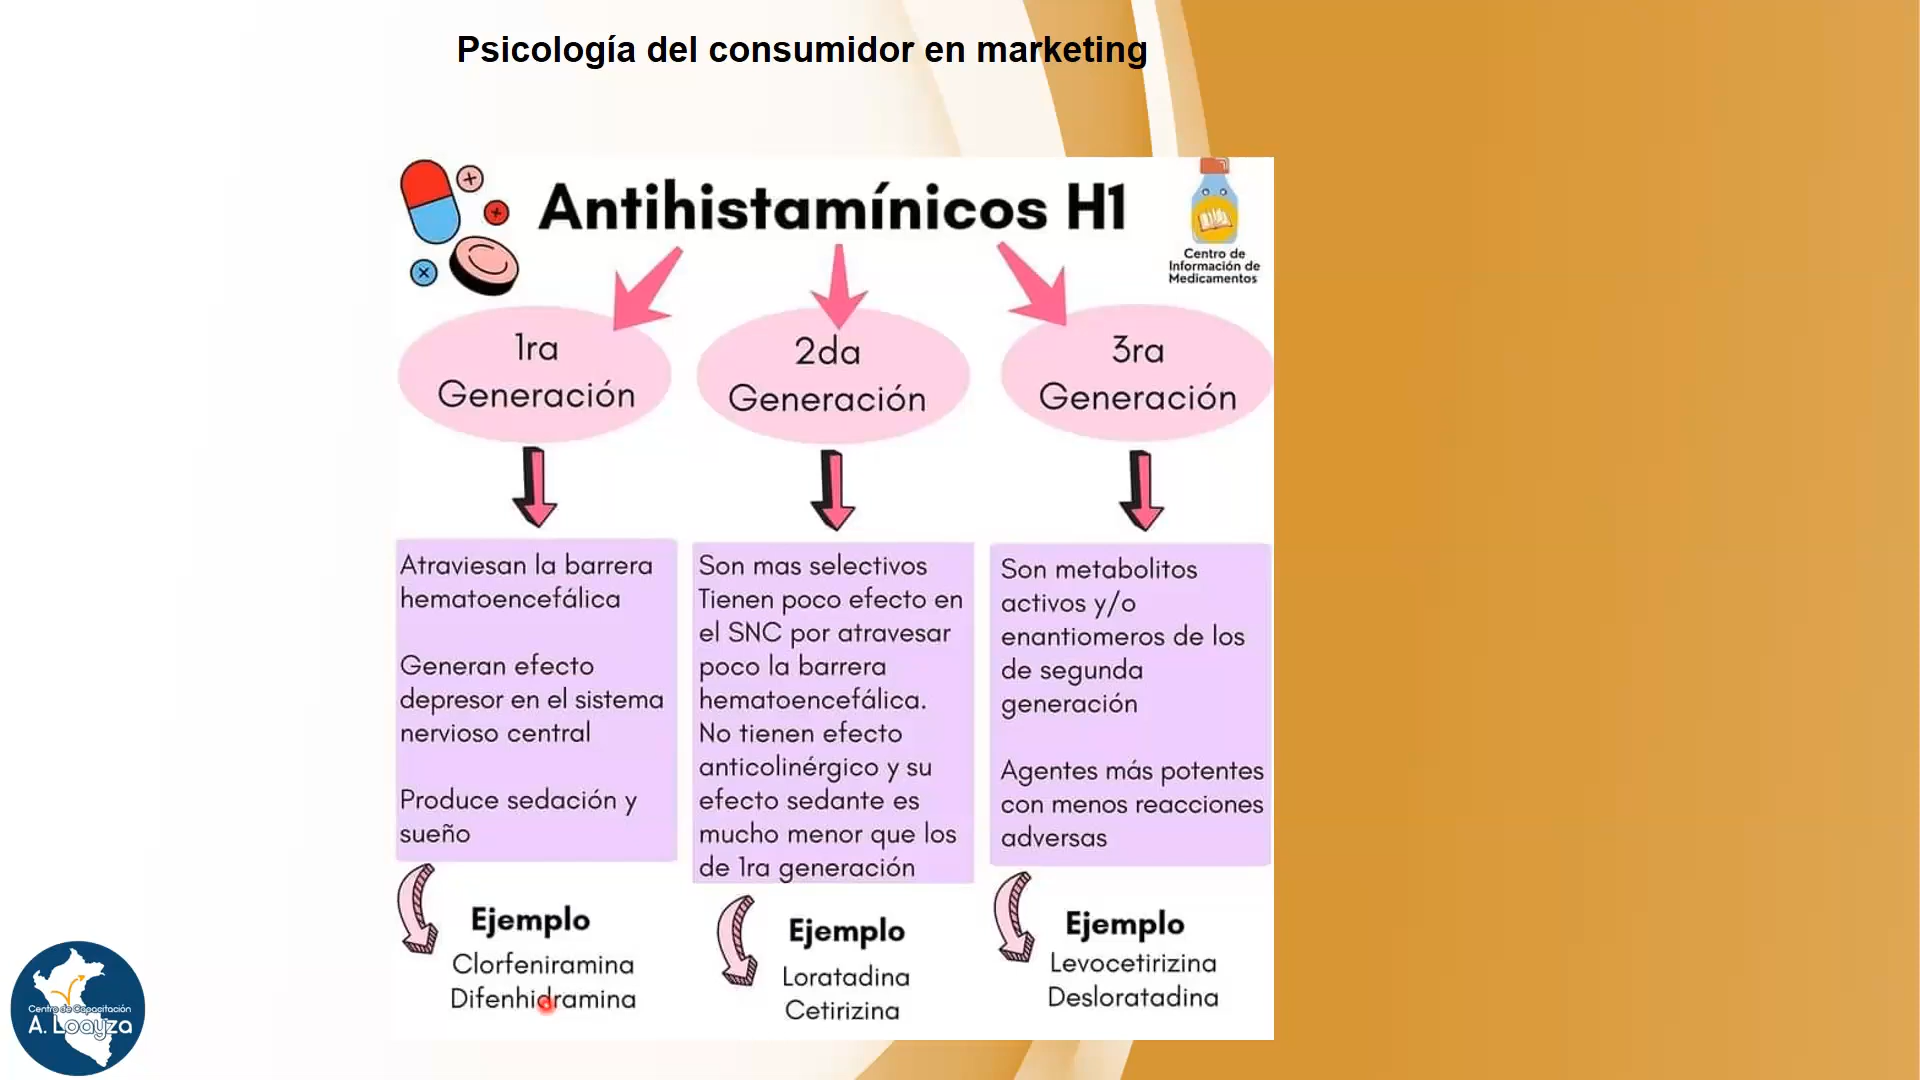 Psicología del consumidor en marketing
Antihistamínicos H1
Centro de
Información de
Medicamentos
1ra
Generación
2da
Generación
3ra
Generación
Atraviesan la barrera
hematoencefálica
Generan efecto
depresor en el sistema
nervioso central
Produce sedación y
sueño
Son mas selectivos
Tienen poco efecto en
el SNC por atravesar
poco la barrera
hematoencefálica.
No tienen efecto
anticolinérgico y su
efecto sedante es
mucho menor que los
de 1ra generación
Son metabolitos
activos y/o
enantiomeros de los
de segunda
generación
Agentes más potentes
con menos reacciones
adversas
Ejemplo
Clorfeniramina
Difenhidramina
Ejemplo
Loratadina
Cetirizina
Ejemplo
Levocetirizina
Desloratadina
Centro de Capacitación
A. Loayza